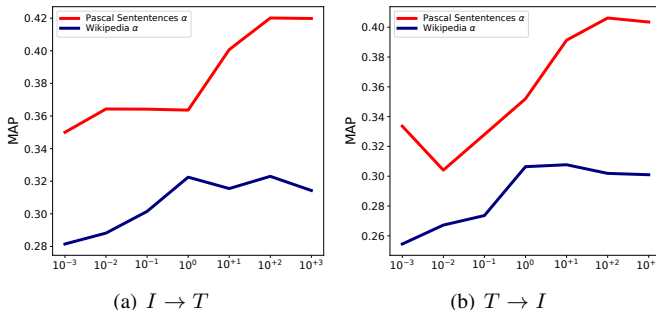 0.42
0.40
0.38
0.36
0.34
0.32
0.30
0.28
MAP
Pascal Sententences α
Wikipedia α
10⁻³ 10⁻² 10⁻¹ 10⁰ 10⁺¹ 10⁺² 10⁺³
(a) I → T
0.40
0.38
0.36
0.34
0.32
0.30
0.28
0.26
MAP
Pascal Sententences α
Wikipedia α
10⁻³ 10⁻² 10⁻¹ 10⁰ 10⁺¹ 10⁺²
(b) T → I